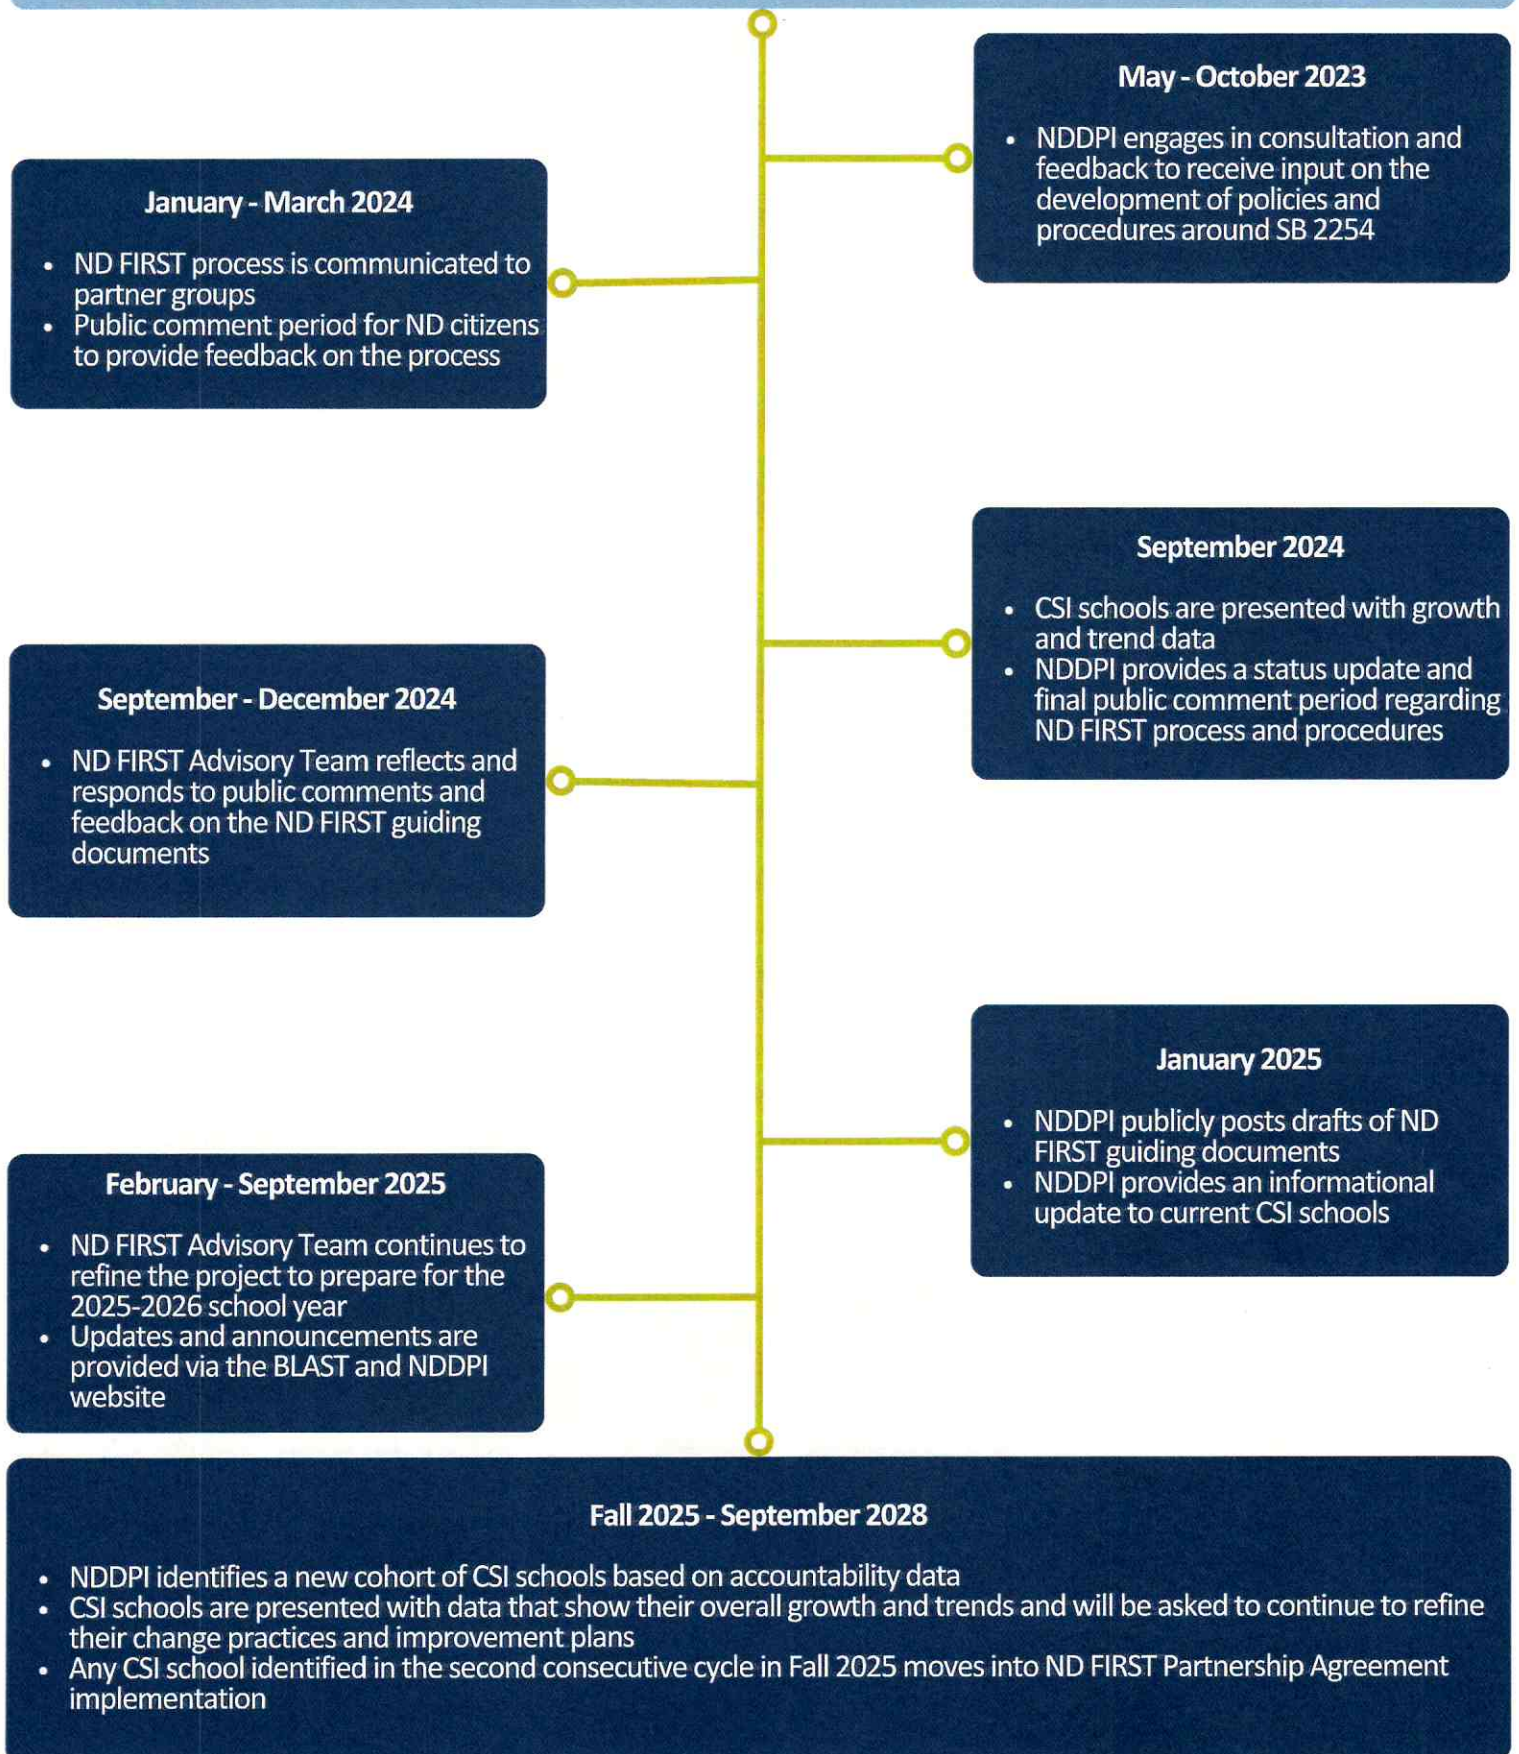 May - October 2023
• NDDPI engages in consultation and
feedback to receive input on the
development of policies and
procedures around SB 2254
January - March 2024
• ND FIRST process is communicated to
partner groups
• Public comment period for ND citizens
to provide feedback on the process
September 2024
• CSI schools are presented with growth
and trend data
• NDDPI provides a status update and
final public comment period regarding
ND FIRST process and procedures
September - December 2024
• ND FIRST Advisory Team reflects and
responds to public comments and
feedback on the ND FIRST guiding
documents
January 2025
• NDDPI publicly posts drafts of ND
FIRST guiding documents
• NDDPI provides an informational
update to current CSI schools
February - September 2025
• ND FIRST Advisory Team continues to
refine the project to prepare for the
2025-2026 school year
• Updates and announcements are
provided via the BLAST and NDDPI
website
Fall 2025 - September 2028
• NDDPI identifies a new cohort of CSI schools based on accountability data
• CSI schools are presented with data that show their overall growth and trends and will be asked to continue to refine
their change practices and improvement plans
• Any CSI school identified in the second consecutive cycle in Fall 2025 moves into ND FIRST Partnership Agreement
implementation